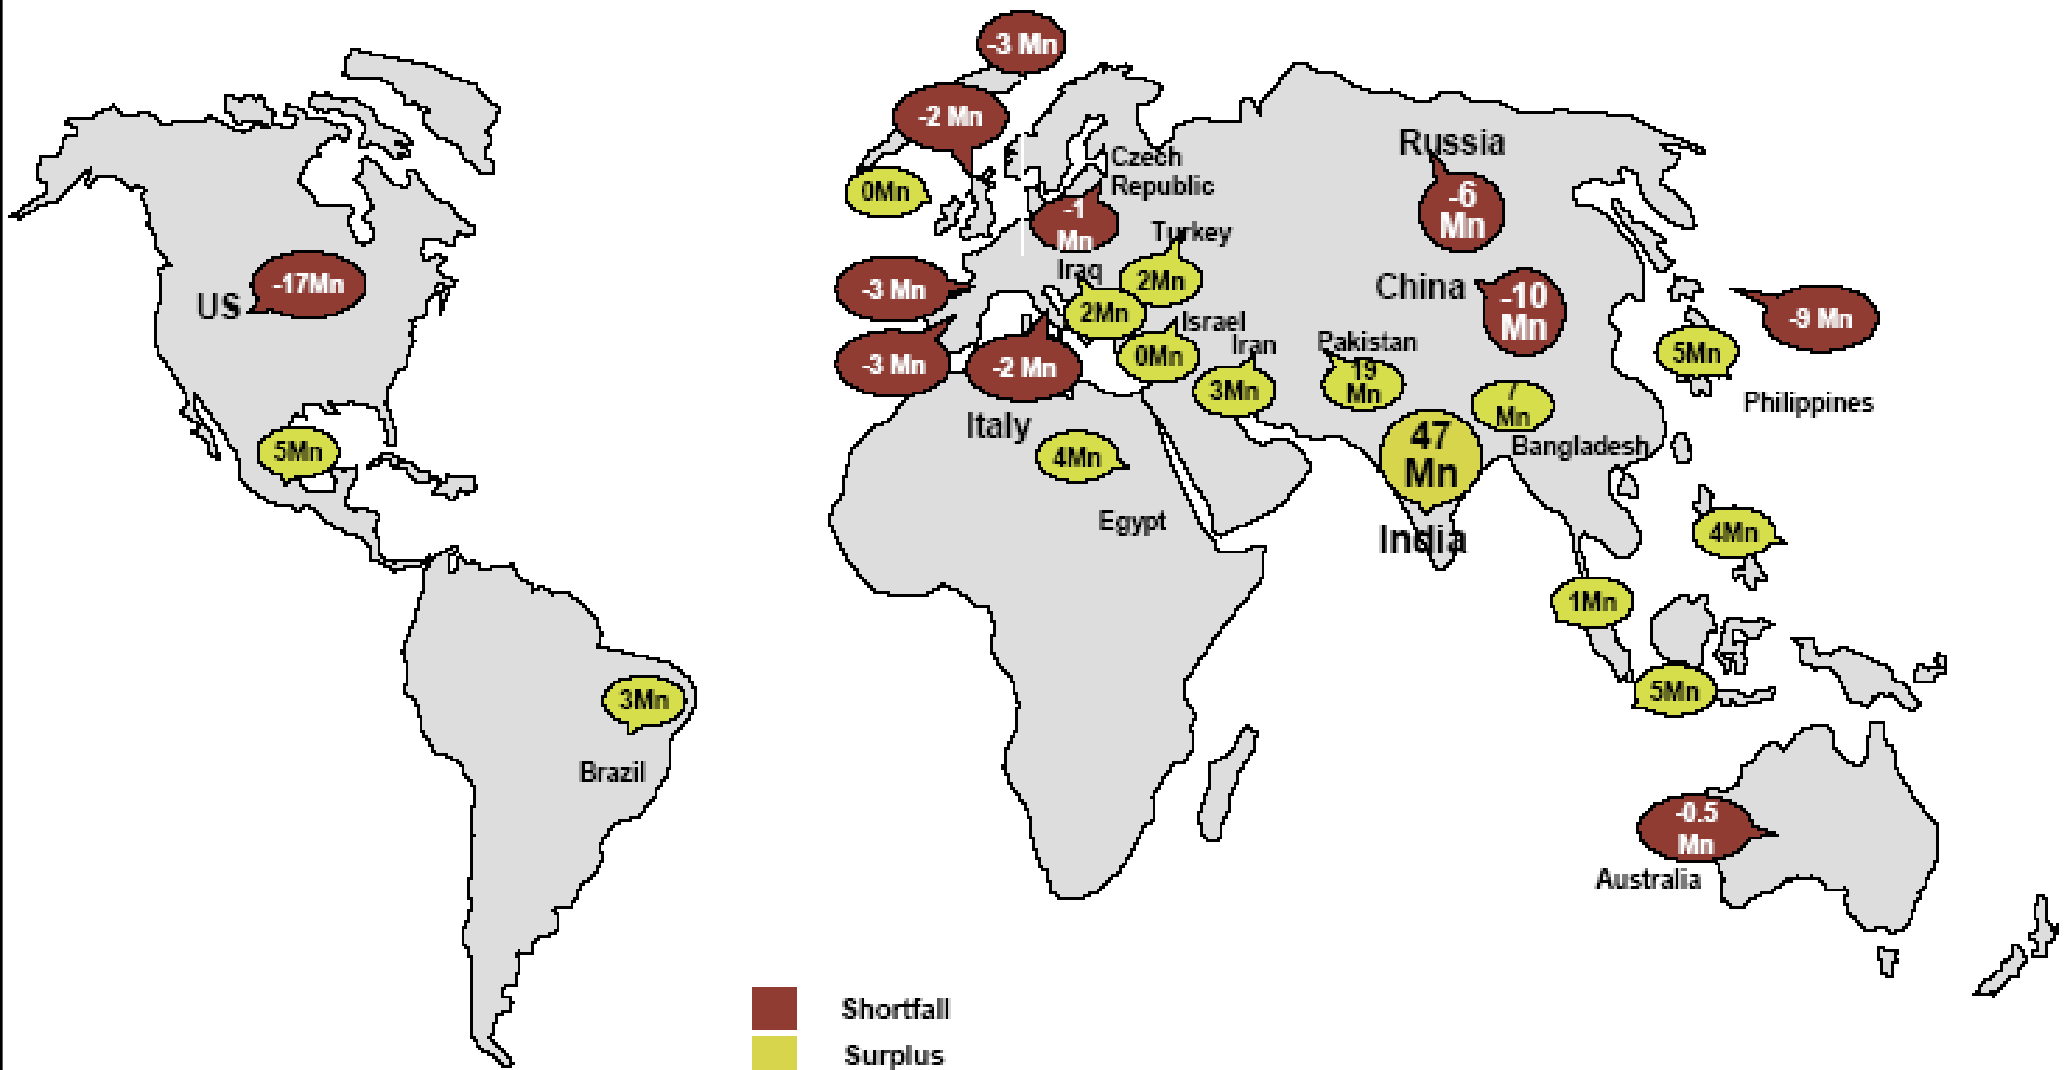 -3 Mn
-2 Mn
Czech
Republic
0Mn
-1
Mn
Russia
-6
Mn
Turkey
Iraq
2Mn
2Mn
US
-17Mn
-3 Mn
China
-10
Mn
-9 Mn
Israel
0Mn
Iran
3Mn
Pakistan
19
Mn
5Mn
-3 Mn
-2 Mn
Italy
7
Mn
Bangladesh
Philippines
5Mn
4Mn
Egypt
47
Mn
India
4Mn
1Mn
5Mn
3Mn
Brazil
-0.5
Mn
Australia
Shortfall
Surplus